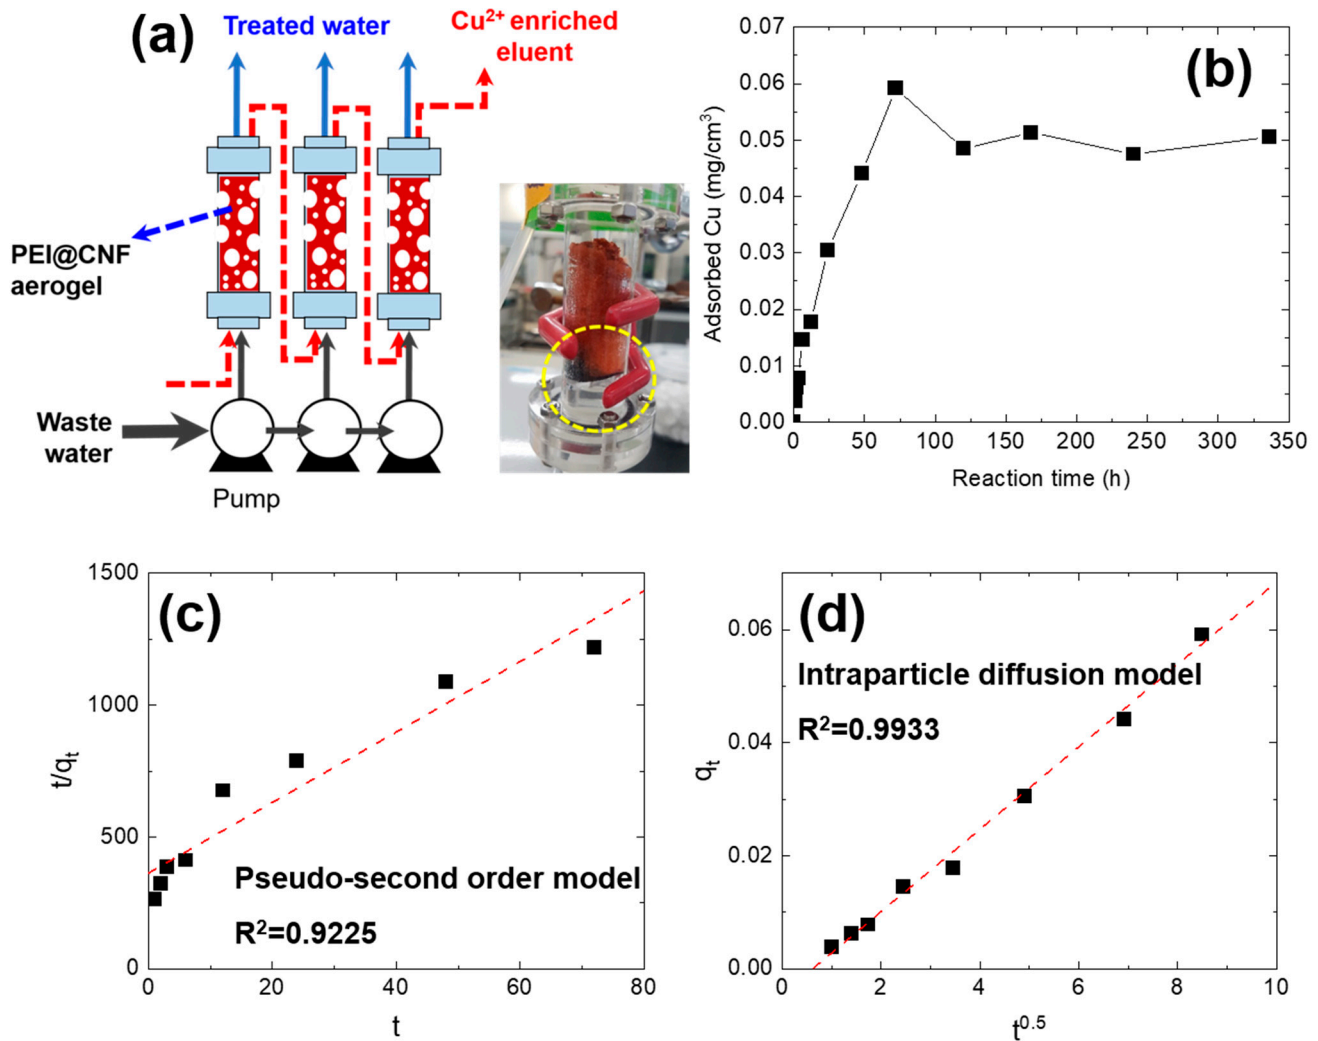 (a)
Treated water
Cu²⁺ enriched
eluent
PEI@CNF
aerogel
Waste
water
Pump
(b)
Adsorbed Cu (mg/cm³)
0.07
0.06
0.05
0.04
0.03
0.02
0.01
0.00
0 50 100 150 200 250 300 350
Reaction time (h)
(c)
t/qₜ
1500
1000
500
0
Pseudo-second order model
R²=0.9225
0 20 40 60 80
t
(d)
qₜ
0.06
0.04
0.02
0.00
Intraparticle diffusion model
R²=0.9933
0 2 4 6 8 10
t⁰·⁵